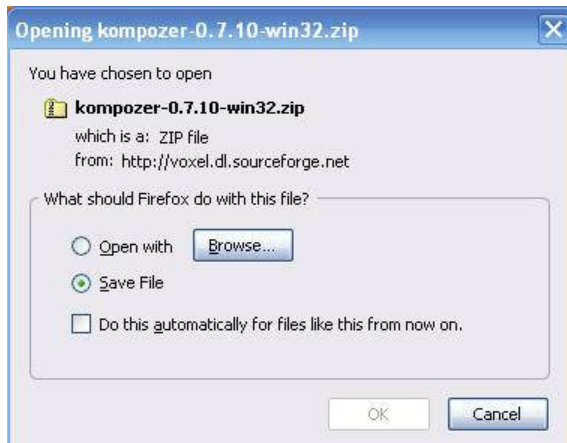 Opening kompozer-0.7.10-win32.zip
You have chosen to open
kompozer-0.7.10-win32.zip
which is a: ZIP file
from: http://voxel.dl.sourceforge.net
What should Firefox do with this file?
Open with Browse...
Save File
Do this automatically for files like this from now on.
OK Cancel